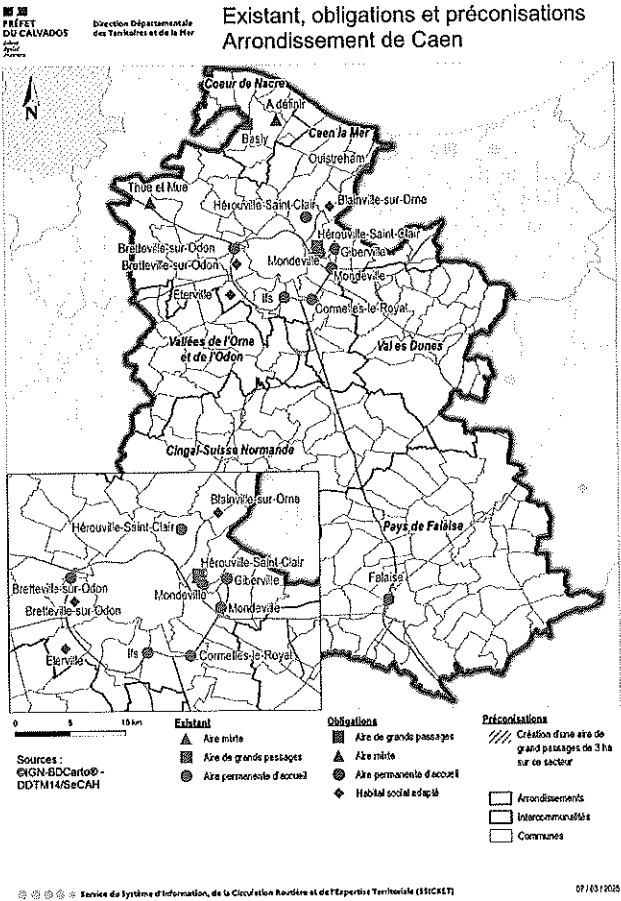 PRÉFET
DU CALVADOS
Liberté
Égalité
Fraternité
Direction Départementale
des Territoires et de la Mer
Existant, obligations et préconisations
Arrondissement de Caen
N
Coeur de Nacre
A définir
Basly
Caen la Mer
Ouistreham
Thue et Mue
Hérouville-Saint-Clair
Blainville-sur-Orne
Hérouville-Saint-Clair
Bretteville-sur-Odon
Giberville
Bretteville-sur-Odon
Mondeville
Mondeville
Eterville
Ifs
Cormelles-le-Royal
Vallées de l'Orne
et de l'Odon
Val es Dunes
Cingal-Suisse Normande
Pays de Falaise
Falaise
Blainville-sur-Orne
Hérouville-Saint-Clair
Hérouville-Saint-Clair
Giberville
Bretteville-sur-Odon
Mondeville
Bretteville-sur-Odon
Mondeville
Eterville
Ifs
Cormelles-le-Royal
0 5 10 km
Sources :
©IGN-BDCarto® -
DDTM14/SeCAH
Existant
Aire mixte
Aire de grands passages
Aire permanente d'accueil
Obligations
Aire de grands passages
Aire mixte
Aire permanente d'accueil
Habitat social adapté
Préconisations
Création d'une aire de
grand passages de 3 ha
sur ce secteur
Arrondissements
Intercommunalités
Communes
Service du Système d'Information, de la Circulation Routière et de l'Expertise Territoriale (SSICRET)
07/03/2025